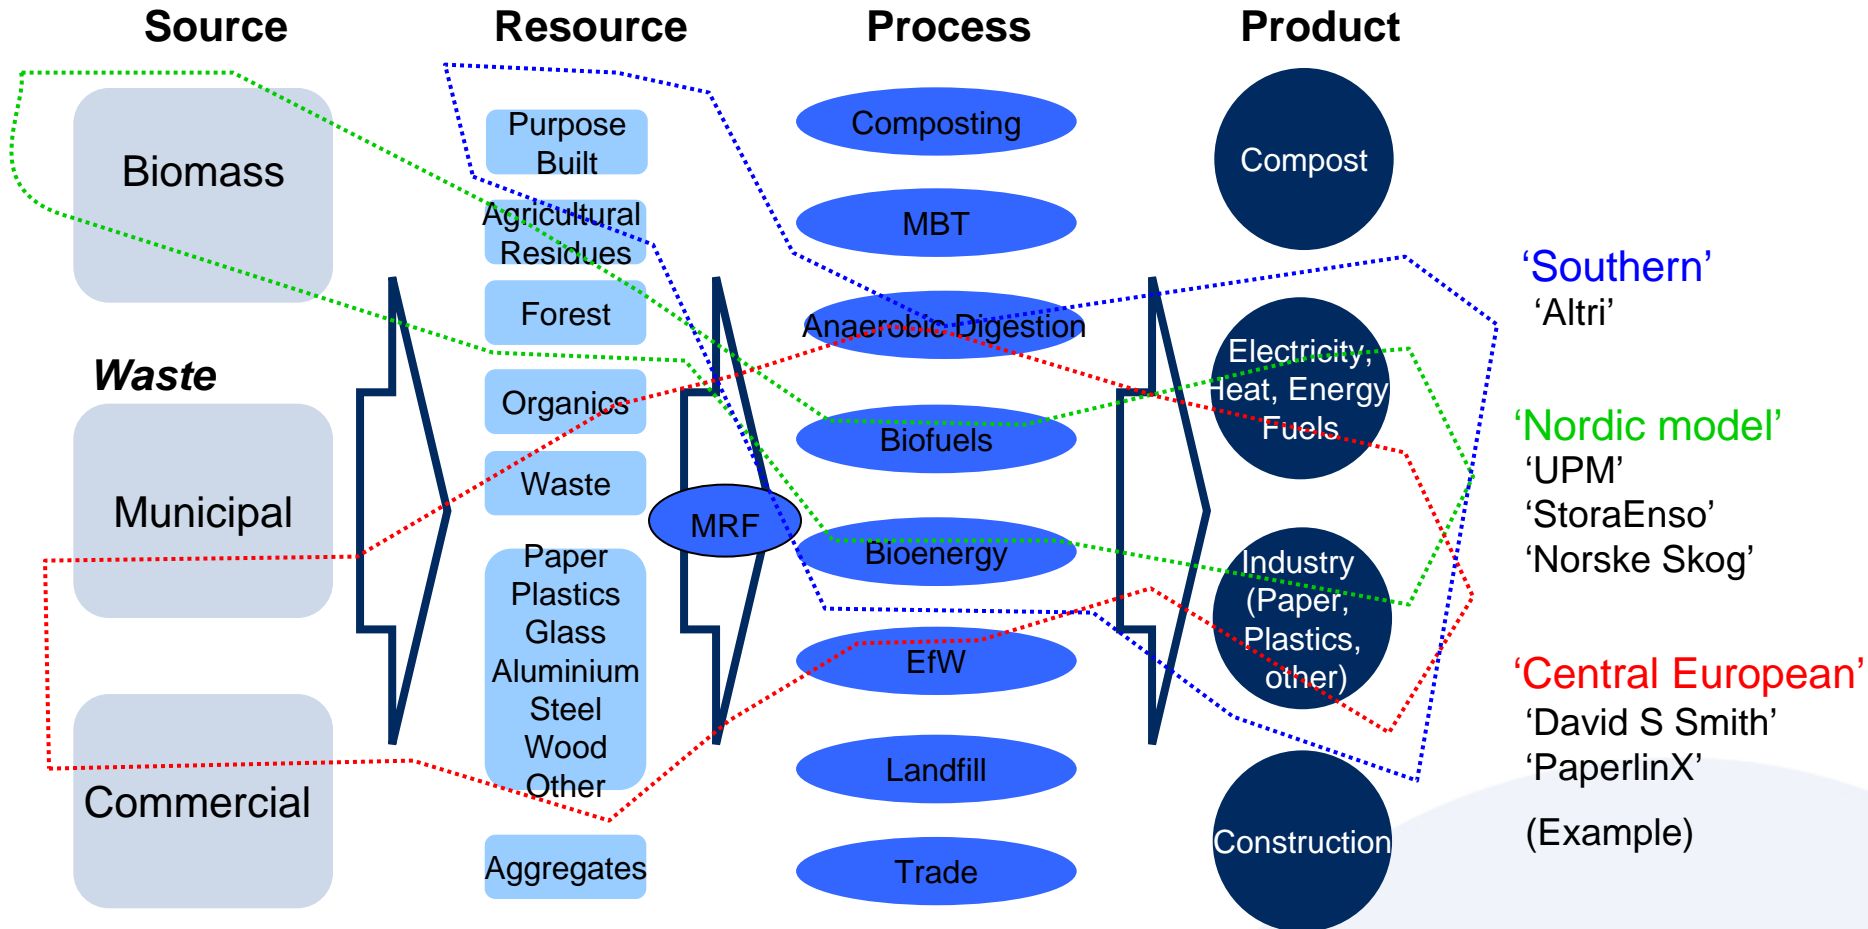 Source
Resource
Process
Product
Biomass
Waste
Municipal
Commercial
Purpose
Built
Agricultural
Residues
Forest
Organics
Waste
Paper
Plastics
Glass
Aluminium
Steel
Wood
Other
Aggregates
MRF
Composting
MBT
Anaerobic Digestion
Biofuels
Bioenergy
EfW
Landfill
Trade
Compost
Electricity,
Heat, Energy
Fuels
Industry
(Paper,
Plastics,
other)
Construction
‘Southern’
‘Altri’
‘Nordic model’
‘UPM’
‘StoraEnso’
‘Norske Skog’
‘Central European’
‘David S Smith’
‘PaperlinX’
(Example)